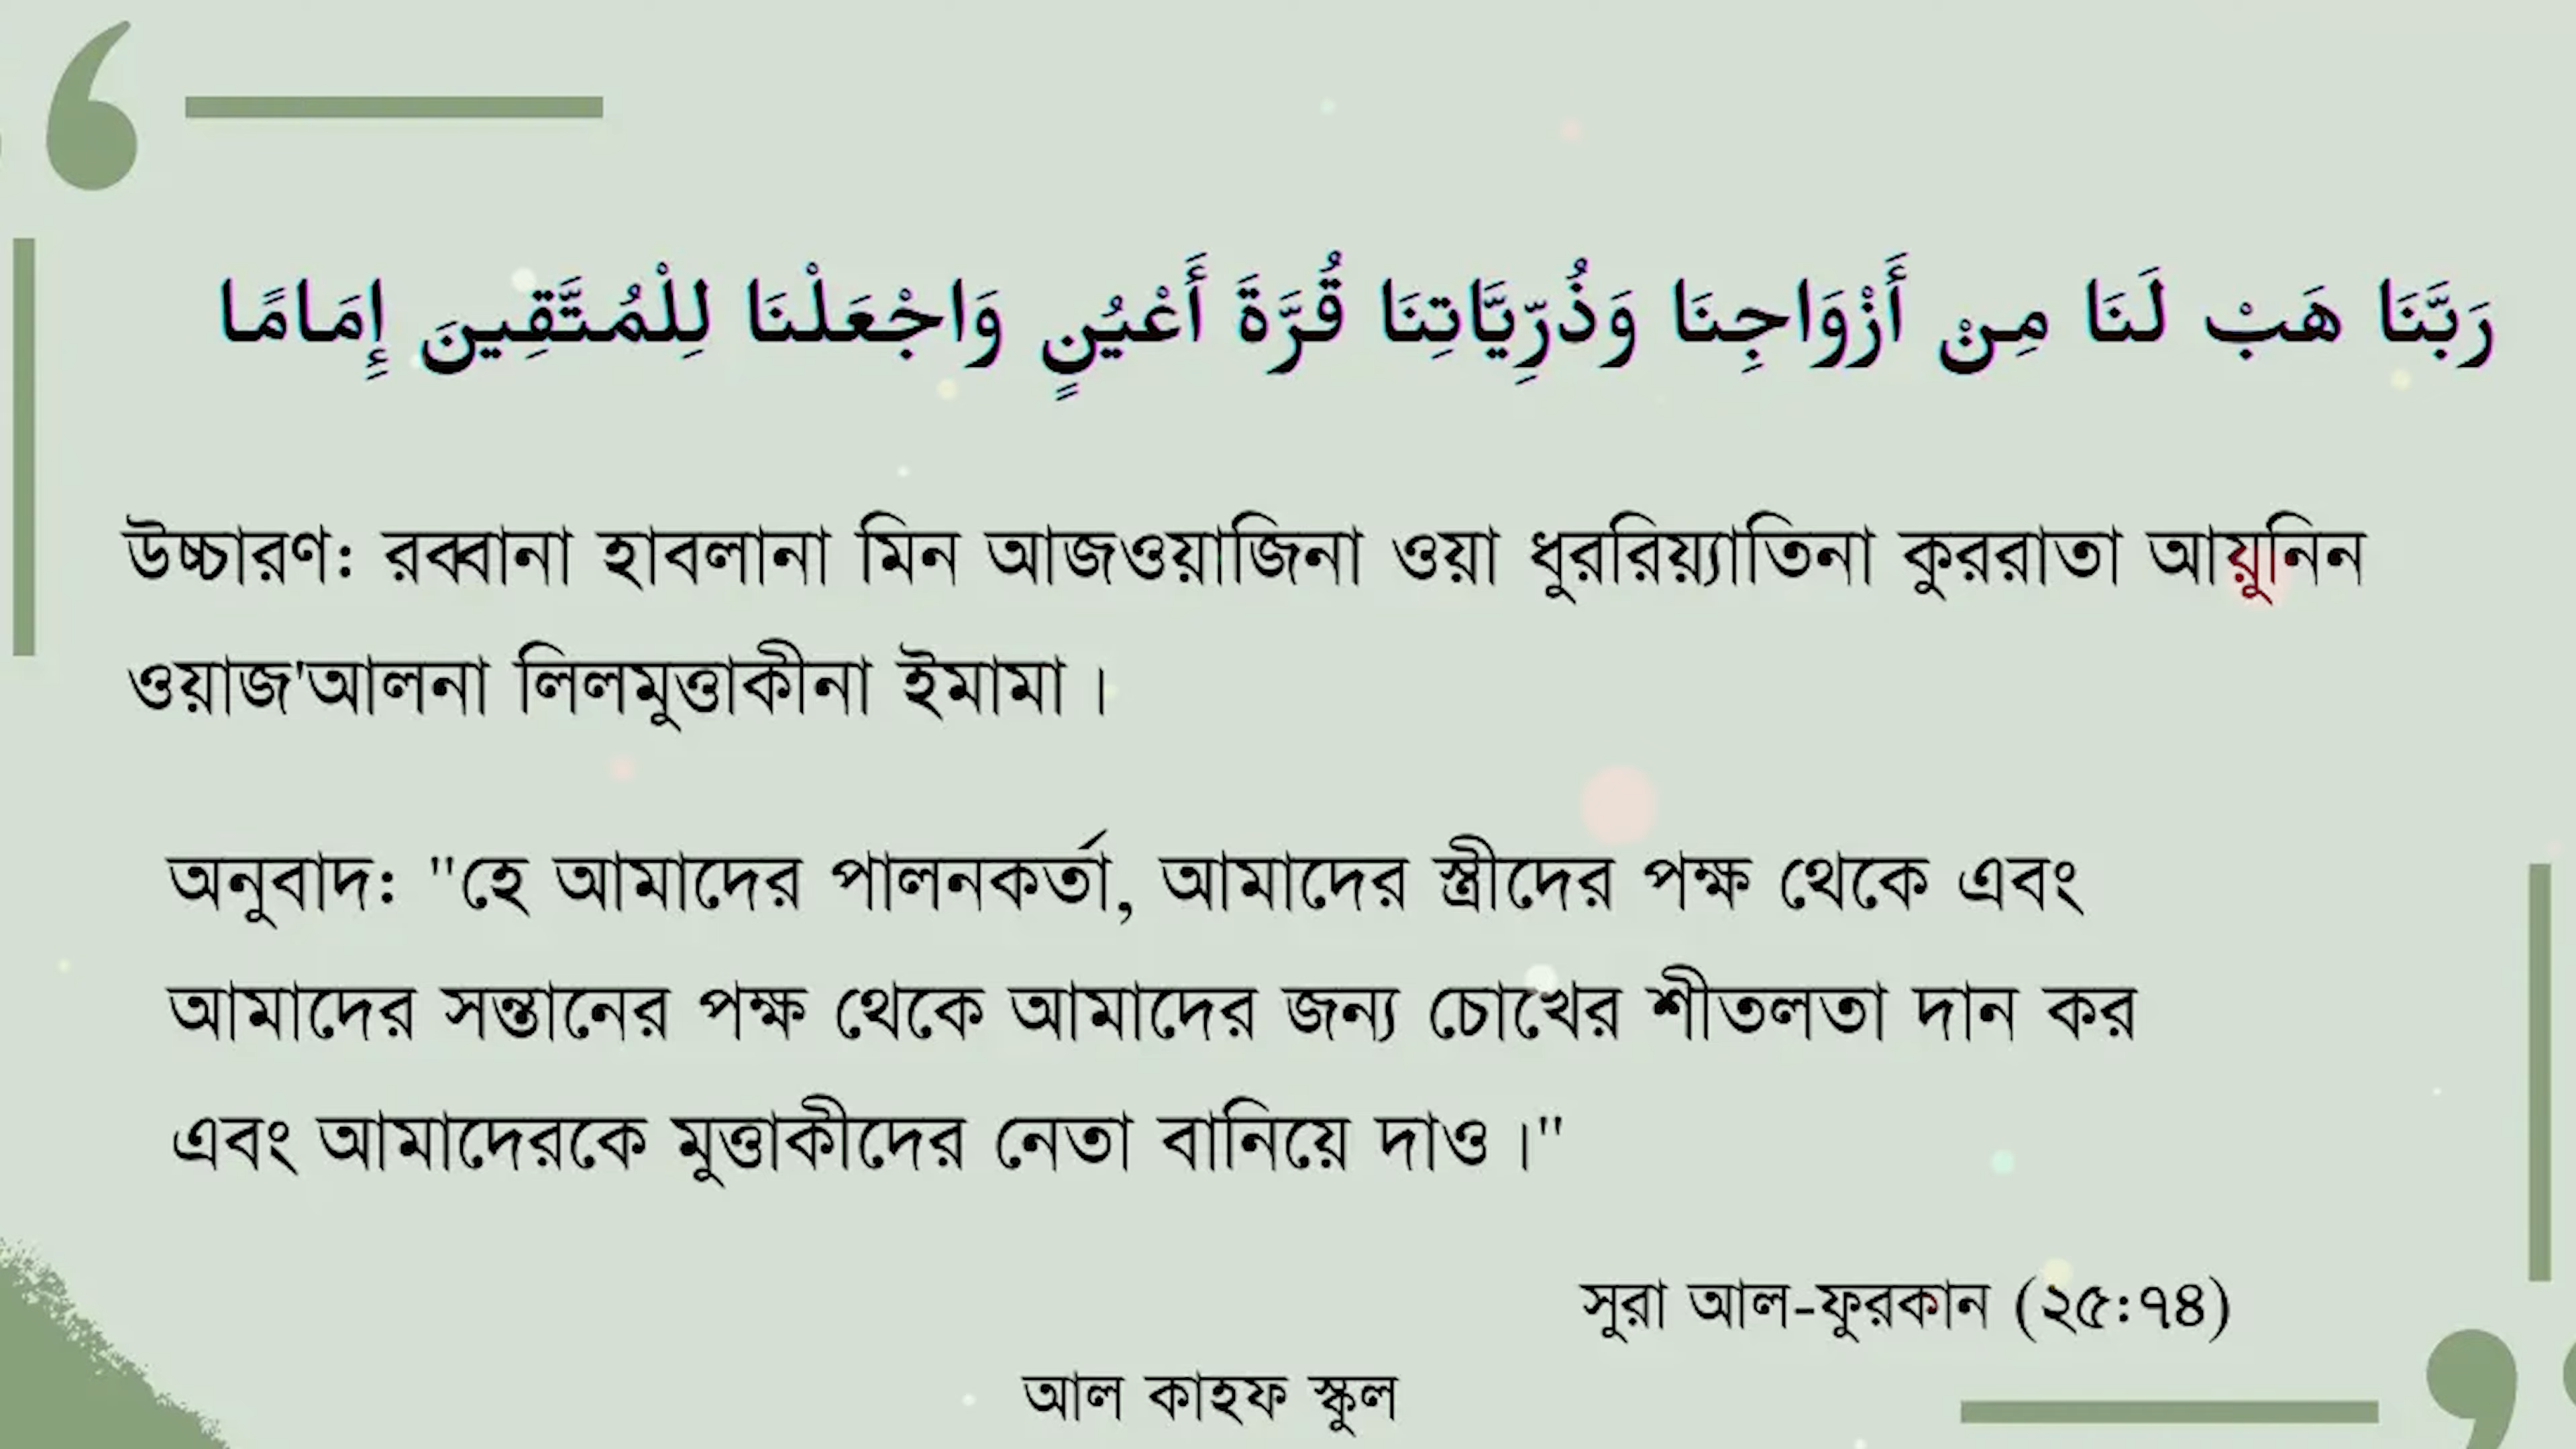 رَبَّنَا هَبْ لَنَا مِنْ أَزْوَاجِنَا وَذُرِّيَّاتِنَا قُرَّةَ أَعْيُنٍ وَاجْعَلْنَا لِلْمُتَّقِينَ إِمَامًا
উচ্চারণ: রব্বানা হাবলানা মিন আজওয়াজিনা ওয়া ধুররিয়্যাতিনা কুররাতা আয়ুনিন
ওয়াজ'আলনা লিলমুত্তাকীনা ইমামা।
অনুবাদ: "হে আমাদের পালনকর্তা, আমাদের স্ত্রীদের পক্ষ থেকে এবং
আমাদের সন্তানের পক্ষ থেকে আমাদের জন্য চোখের শীতলতা দান কর
এবং আমাদেরকে মুত্তাকীদের নেতা বানিয়ে দাও।"
সুরা আল-ফুরকান (২৫:৭৪)
আল কাহফ স্কুল